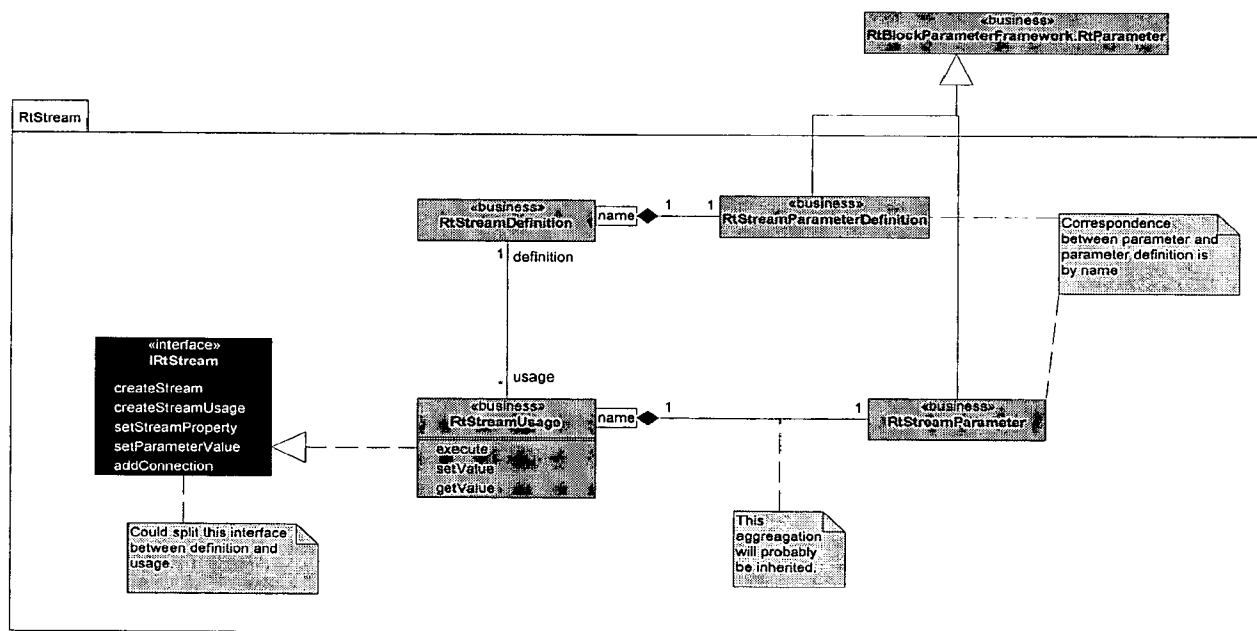 «business»
RtBlockParameterFramework.RtParameter
RtStream
«business»
RtStreamDefinition
name
1
1
«business»
RtStreamParameterDefinition
Correspondence
between parameter and
parameter definition is
by name
1
definition
*
usage
«interface»
IRtStream
createStream
createStreamUsage
setStreamProperty
setParameterValue
addConnection
«business»
RtStreamUsage
execute
setValue
getValue
name
1
1
«business»
RtStreamParameter
Could split this interface
between definition and
usage.
This
aggreagation
will probably
be inherited.